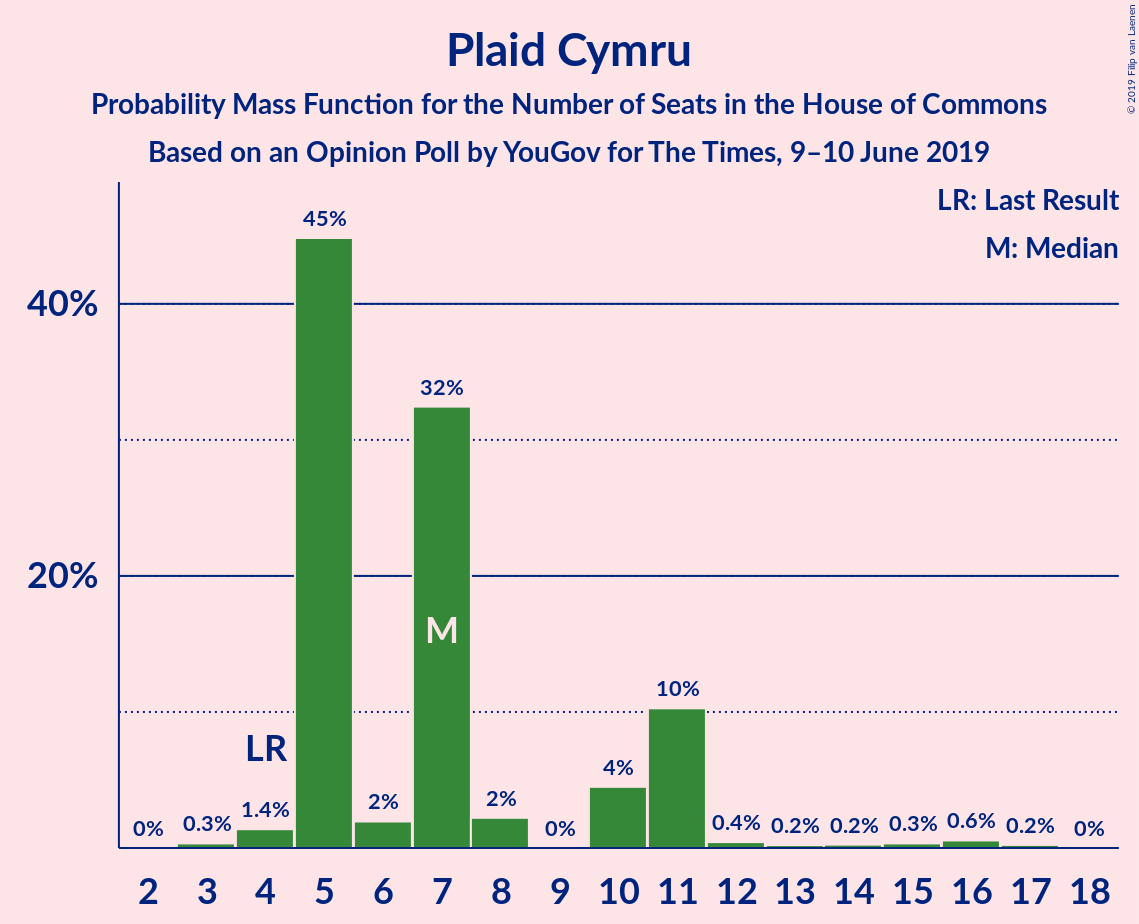 © 2019 Filip van Laenen
Plaid Cymru
Probability Mass Function for the Number of Seats in the House of Commons
Based on an Opinion Poll by YouGov for The Times, 9–10 June 2019
LR: Last Result
M: Median
40%
20%
0% 0.3% 1.4% 45% 2% 32% 2% 0% 4% 10% 0.4% 0.2% 0.2% 0.3% 0.6% 0.2% 0%
LR
M
2 3 4 5 6 7 8 9 10 11 12 13 14 15 16 17 18